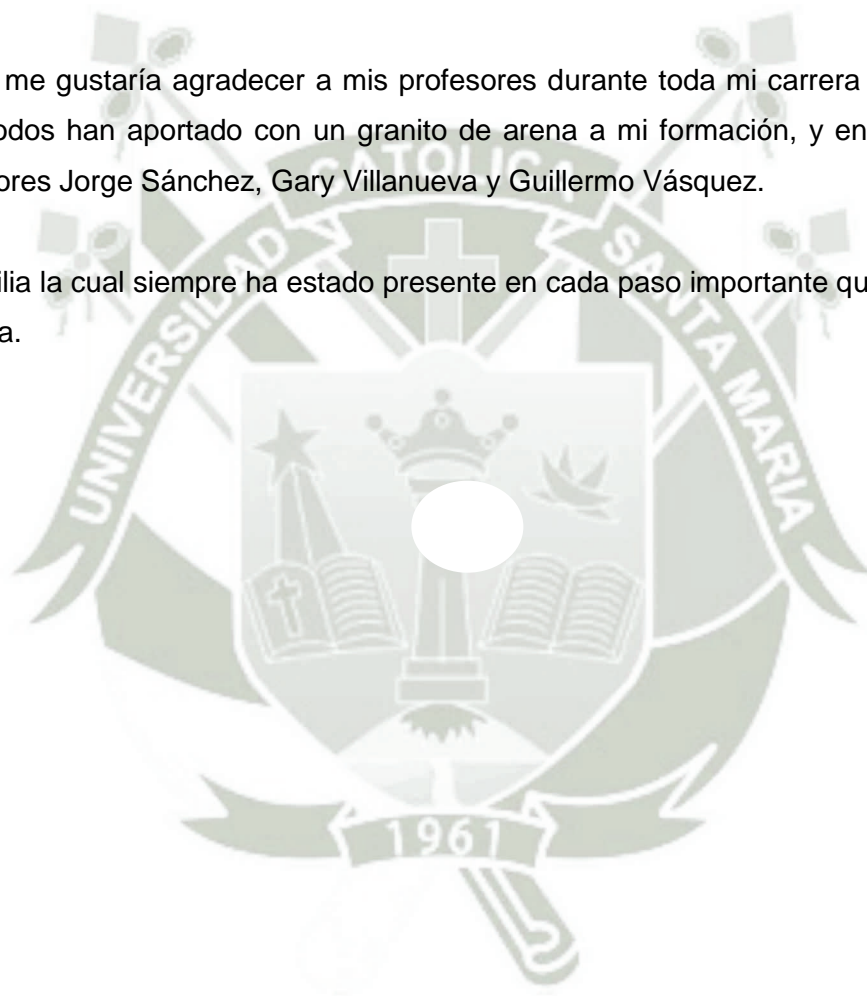 me gustaría agradecer a mis profesores durante toda mi carrera
odos han aportado con un granito de arena a mi formación, y en
ores Jorge Sánchez, Gary Villanueva y Guillermo Vásquez.
ilia la cual siempre ha estado presente en cada paso importante qu
a.
UNIVERSIDAD CATOLICA SANTA MARIA
1961